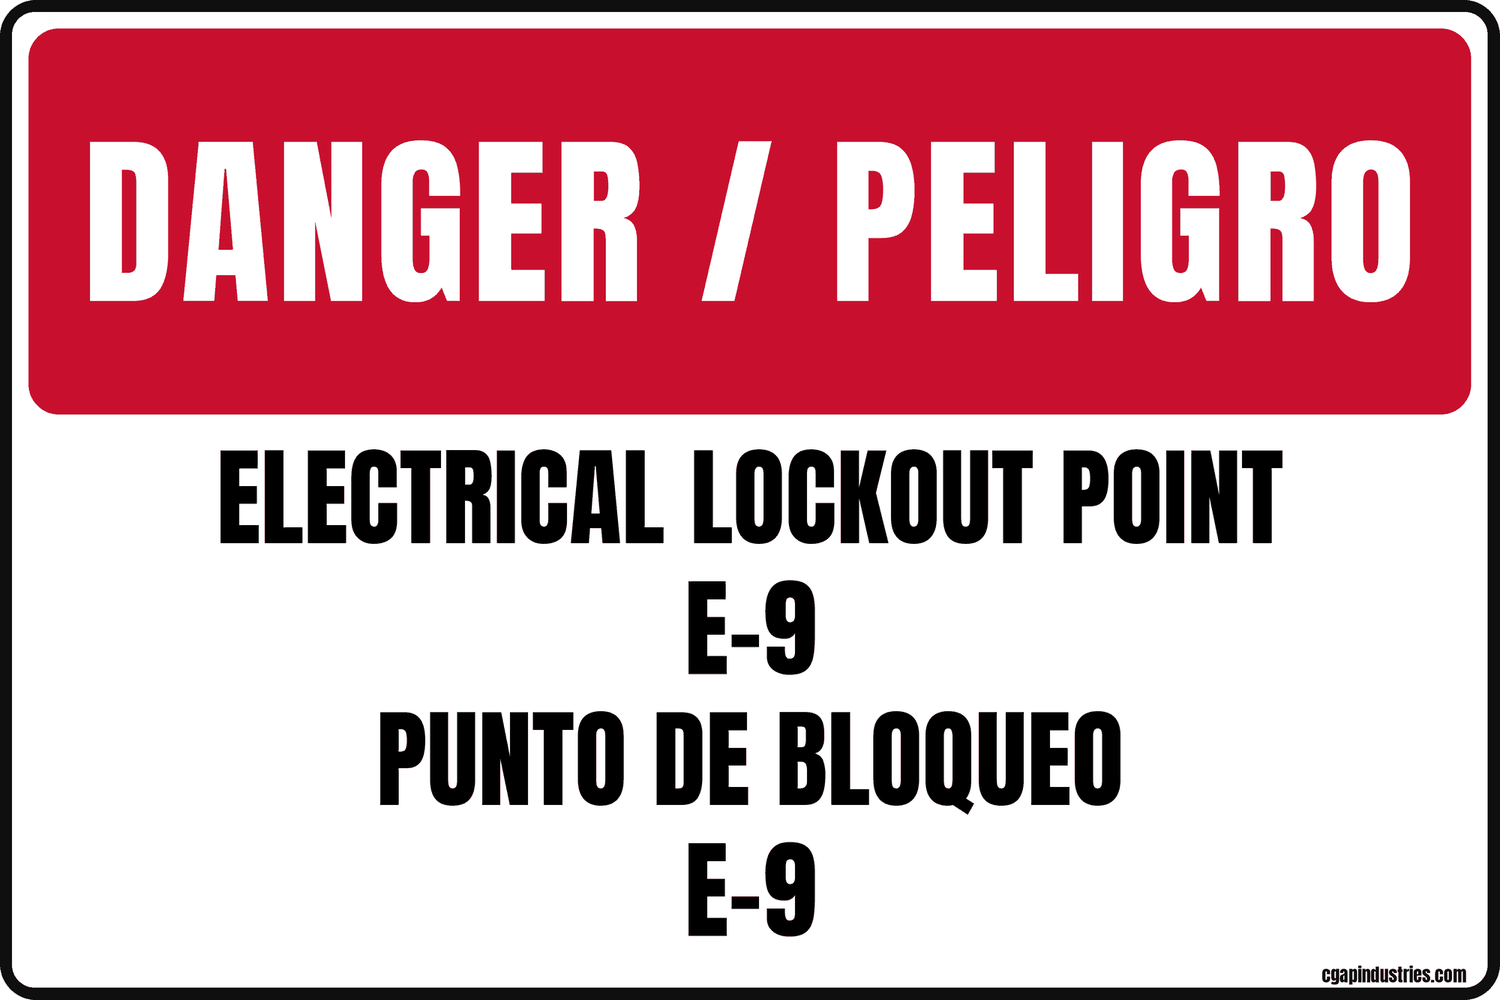 DANGER / PELIGRO
ELECTRICAL LOCKOUT POINT
E-9
PUNTO DE BLOQUEO
E-9
cgapindustries.com